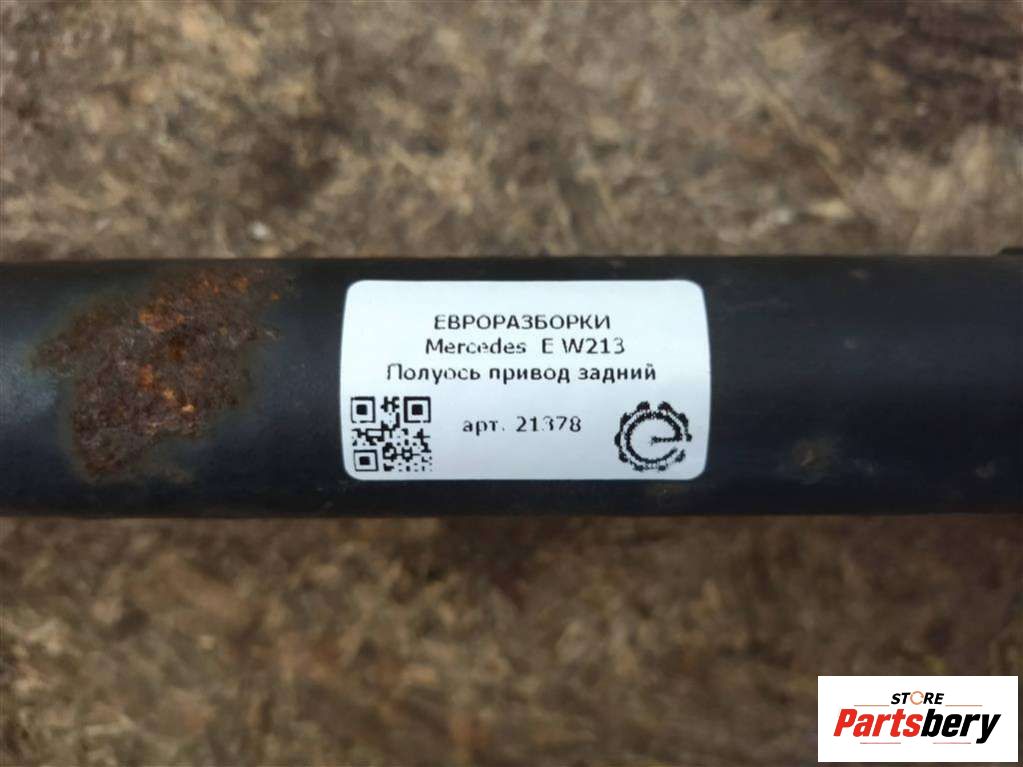 ЕВРОРАЗБОРКИ
Mercedes E W213
Полуось привод задний
арт. 21378
STORE
Partsbery